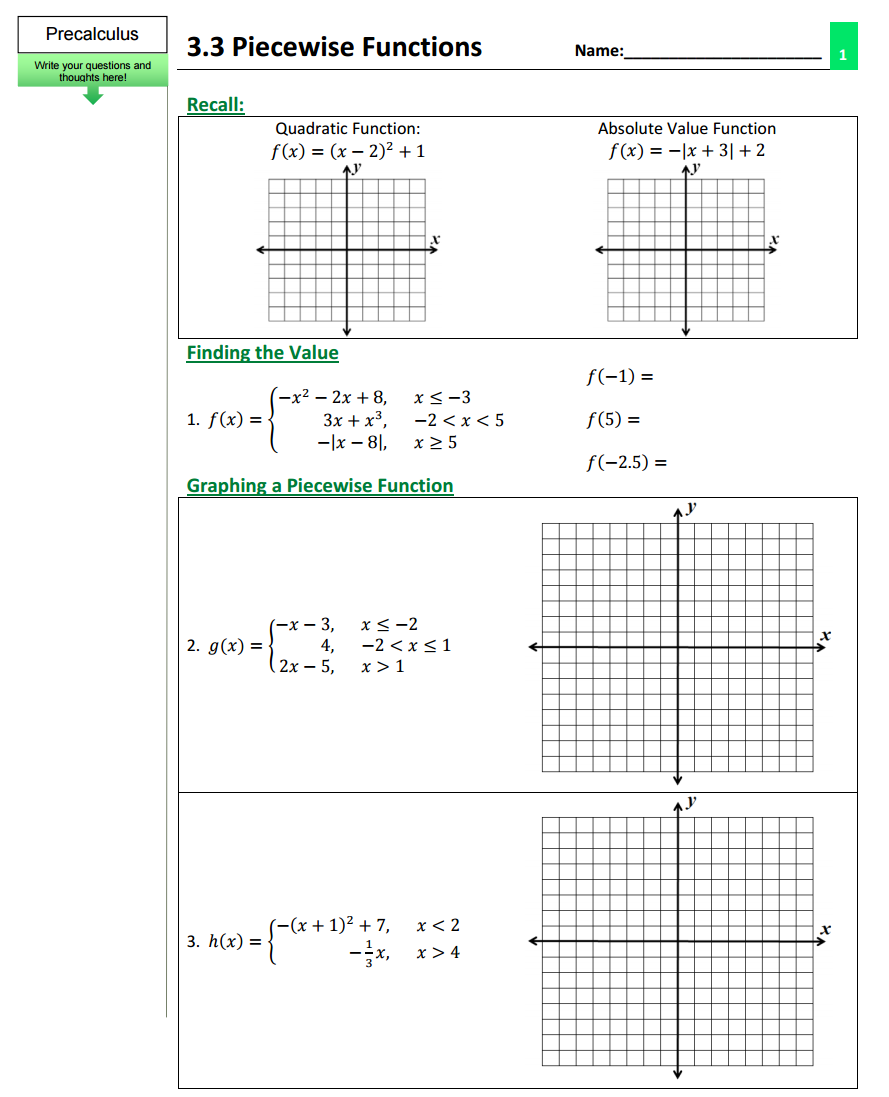 Precalculus
Write your questions and
thoughts here!
3.3 Piecewise Functions
Name:______________________
1
Recall:
Quadratic Function:
f(x) = (x − 2)² + 1
y
x
Absolute Value Function
f(x) = −|x + 3| + 2
y
x
Finding the Value
1. f(x) = {
−x² − 2x + 8, x ≤ −3
3x + x³, −2 < x < 5
−|x − 8|, x ≥ 5
f(−1) =
f(5) =
f(−2.5) =
Graphing a Piecewise Function
2. g(x) = {
−x − 3, x ≤ −2
4, −2 < x ≤ 1
2x − 5, x > 1
y
x
3. h(x) = {
−(x + 1)² + 7, x < 2
−⅓x, x > 4
y
x